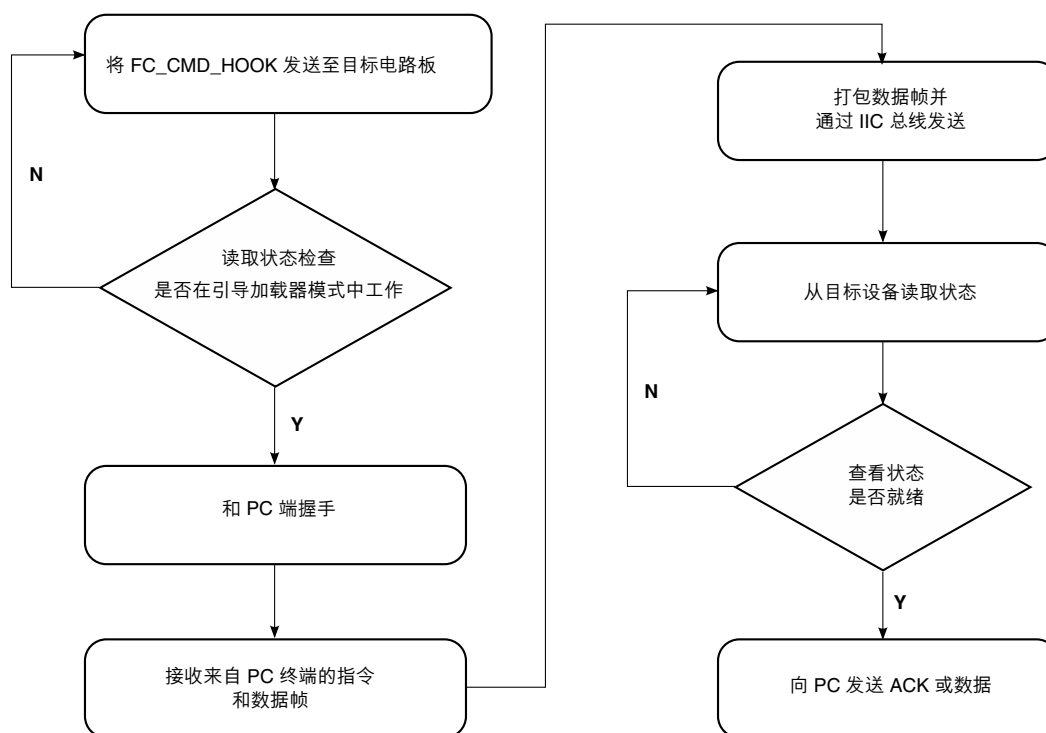 将 FC_CMD_HOOK 发送至目标电路板
N
读取状态检查
是否在引导加载器模式中工作
Y
和 PC 端握手
接收来自 PC 终端的指令
和数据帧
打包数据帧并
通过 IIC 总线发送
从目标设备读取状态
N
查看状态
是否就绪
Y
向 PC 发送 ACK 或数据